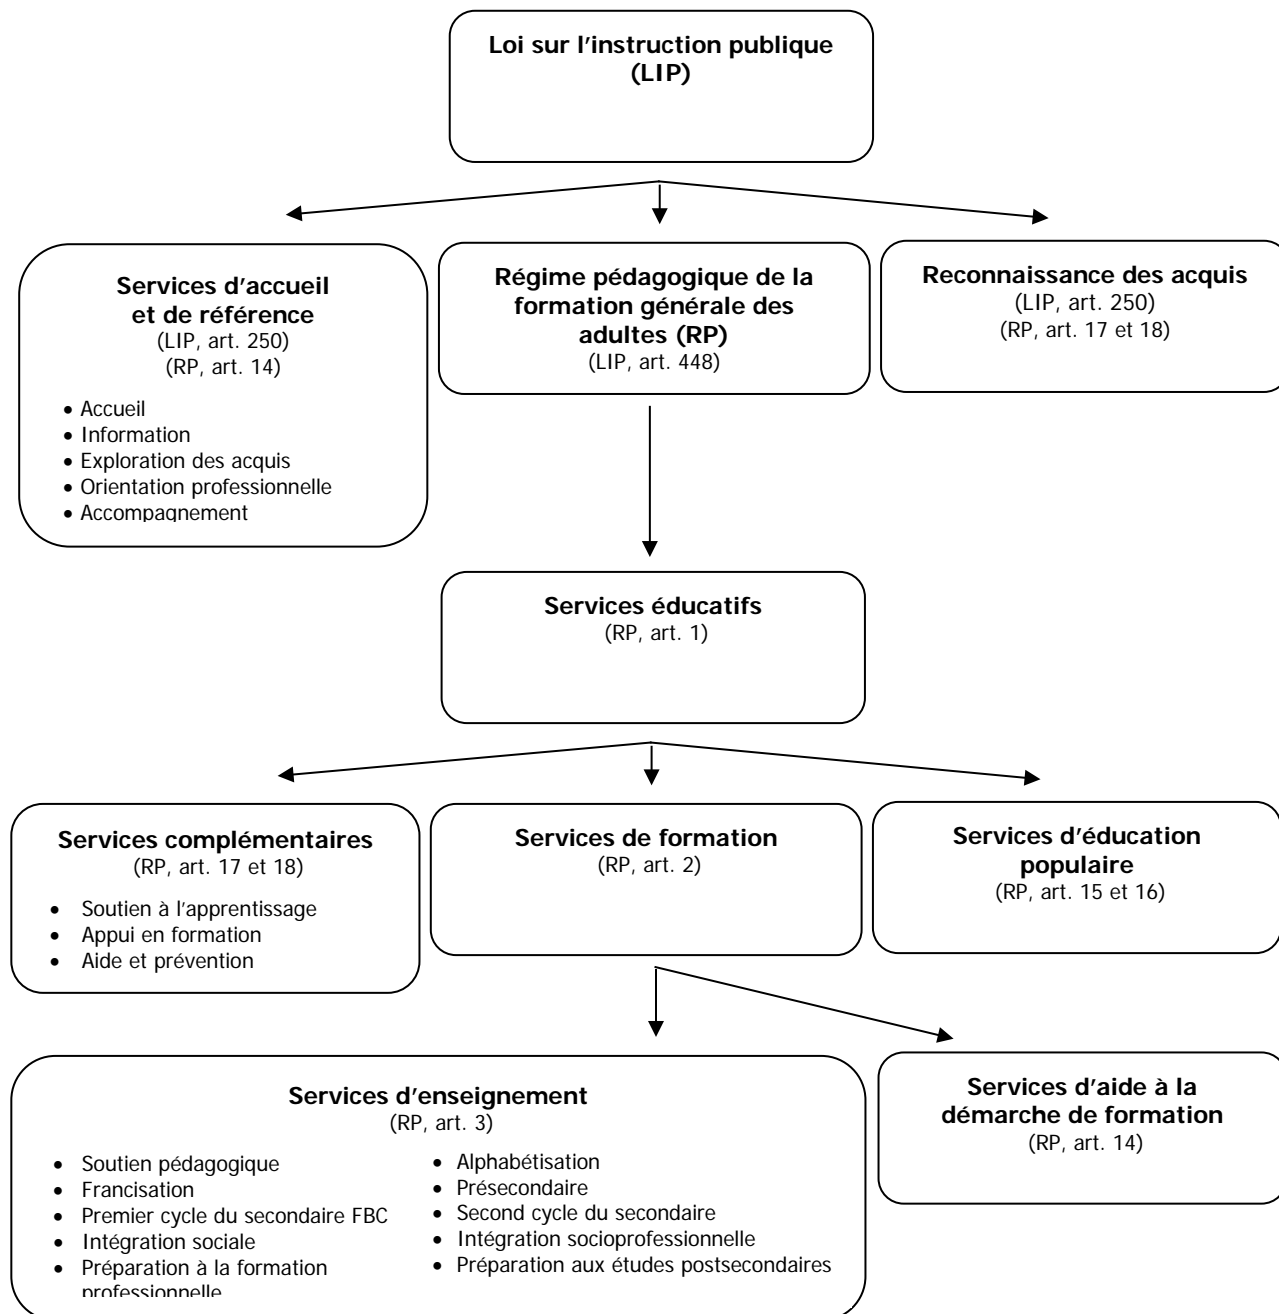 Loi sur l'instruction publique
(LIP)
Services d'accueil
et de référence
(LIP, art. 250)
(RP, art. 14)
• Accueil
• Information
• Exploration des acquis
• Orientation professionnelle
• Accompagnement
Régime pédagogique de la
formation générale des
adultes (RP)
(LIP, art. 448)
Reconnaissance des acquis
(LIP, art. 250)
(RP, art. 17 et 18)
Services éducatifs
(RP, art. 1)
Services complémentaires
(RP, art. 17 et 18)
• Soutien à l'apprentissage
• Appui en formation
• Aide et prévention
Services de formation
(RP, art. 2)
Services d'éducation
populaire
(RP, art. 15 et 16)
Services d'enseignement
(RP, art. 3)
• Soutien pédagogique
• Francisation
• Premier cycle du secondaire FBC
• Intégration sociale
• Préparation à la formation
professionnelle
• Alphabétisation
• Présecondaire
• Second cycle du secondaire
• Intégration socioprofessionnelle
• Préparation aux études postsecondaires
Services d'aide à la
démarche de formation
(RP, art. 14)